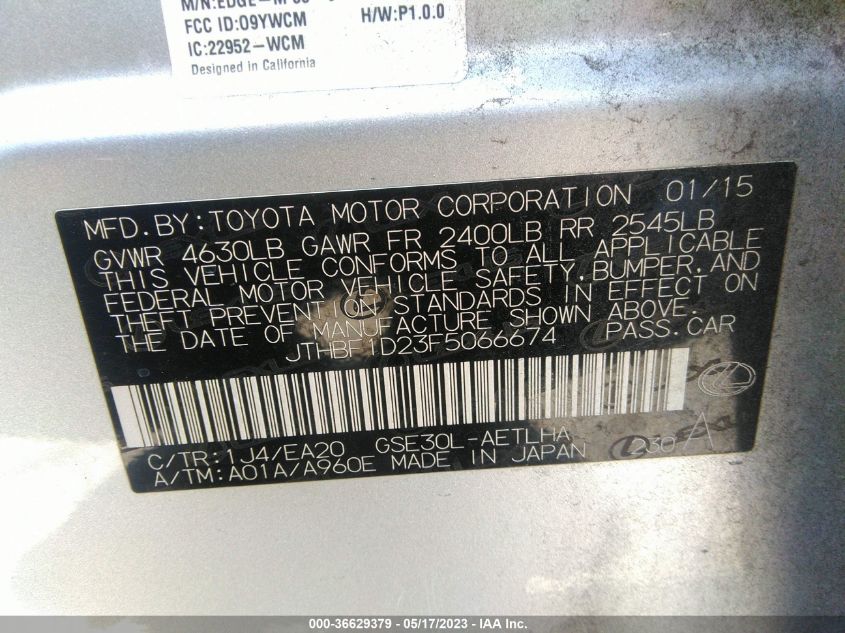 M/N:EDGE-M
FCC ID:O9YWCM
H/W:P1.0.0
IC:22952-WCM
Designed in California
MFD.BY:TOYOTA MOTOR CORPORATION 01/15
GVWR 4630LB GAWR FR 2400LB RR 2545LB
THIS VEHICLE CONFORMS TO ALL APPLICABLE
FEDERAL MOTOR VEHICLE SAFETY,BUMPER,AND
THEFT PREVENTION STANDARDS IN EFFECT ON
THE DATE OF MANUFACTURE SHOWN ABOVE.
JTHBF1D23F5066674 PASS.CAR
C/TR:1J4/EA20 GSE30L-AETLHA 230 A
A/TM:A01A/A960E MADE IN JAPAN
000-36629379 - 05/17/2023 - IAA Inc.